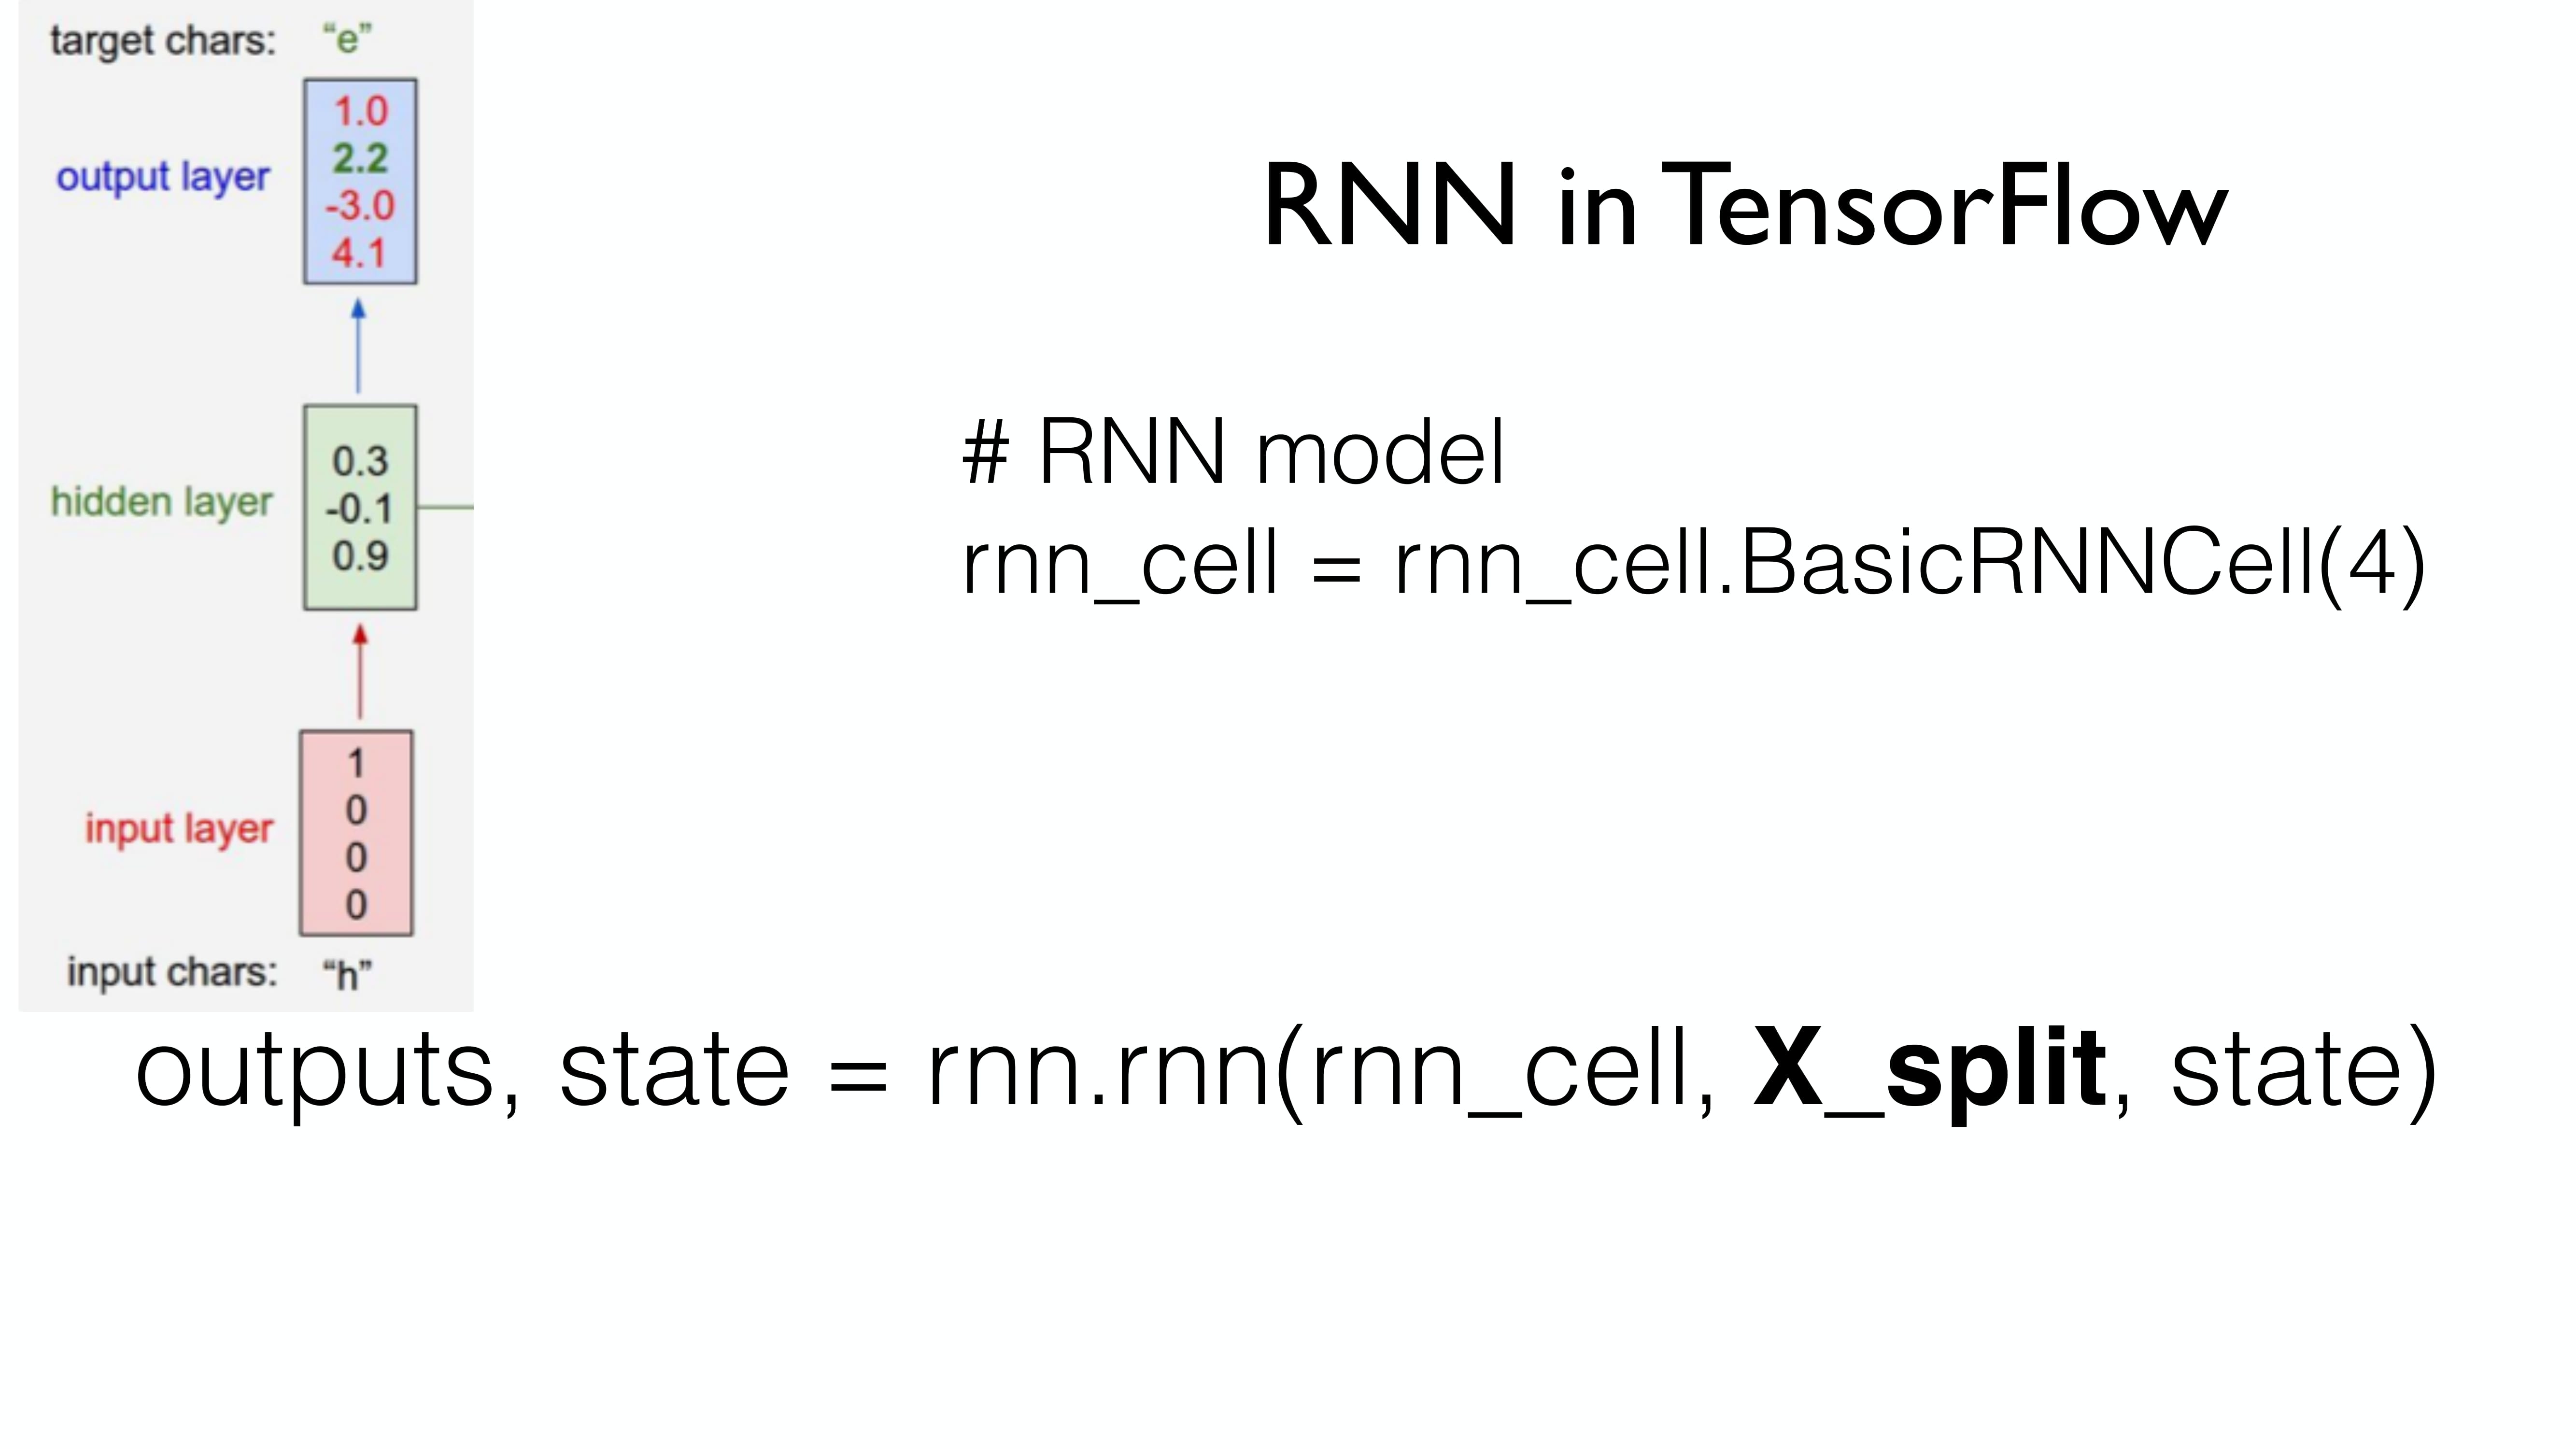 target chars: “e”
1.0
2.2
-3.0
4.1
output layer
0.3
-0.1
0.9
hidden layer
1
0
0
0
input layer
input chars: “h”
RNN in TensorFlow
# RNN model
rnn_cell = rnn_cell.BasicRNNCell(4)
outputs, state = rnn.rnn(rnn_cell, X_split, state)